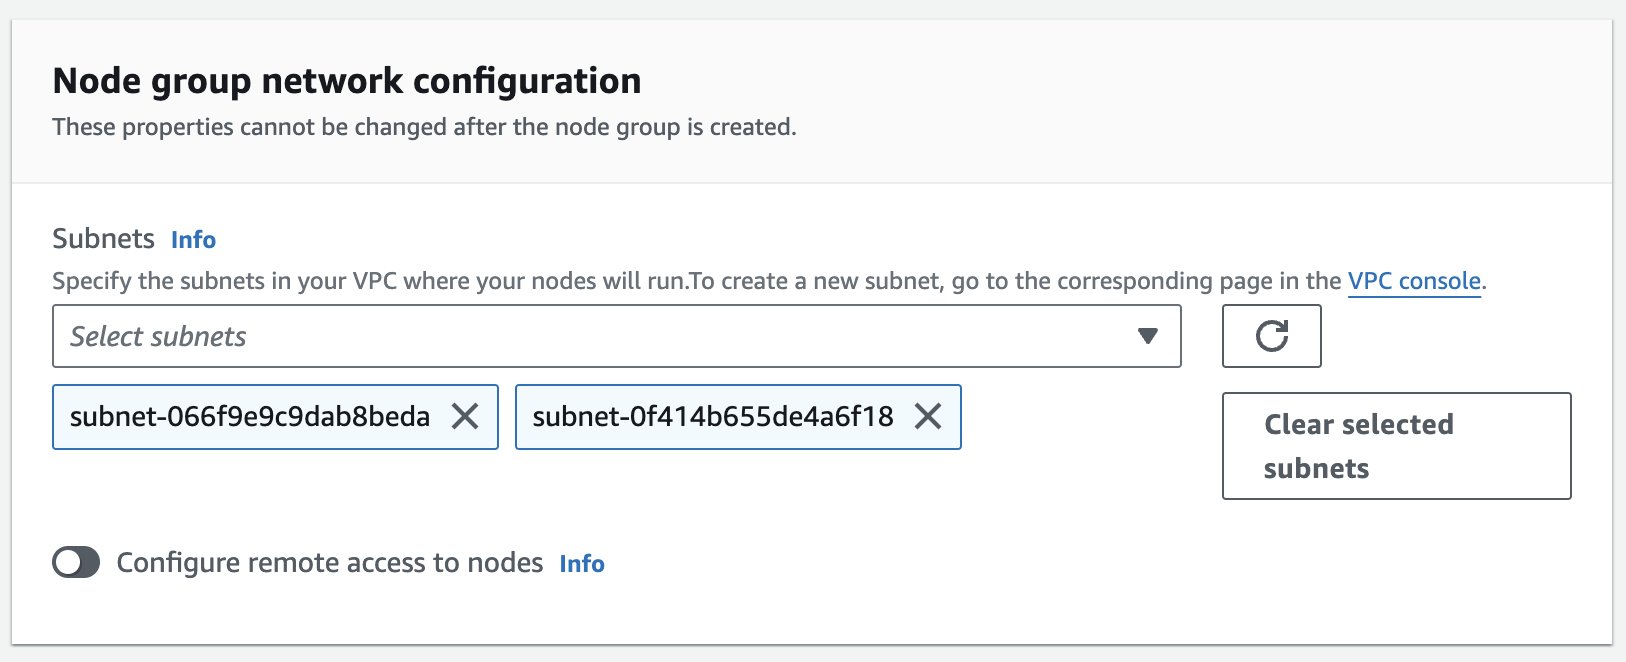 Node group network configuration
These properties cannot be changed after the node group is created.
Subnets Info
Specify the subnets in your VPC where your nodes will run.To create a new subnet, go to the corresponding page in the VPC console.
Select subnets
subnet-066f9e9c9dab8beda subnet-0f414b655de4a6f18
Clear selected
subnets
Configure remote access to nodes Info